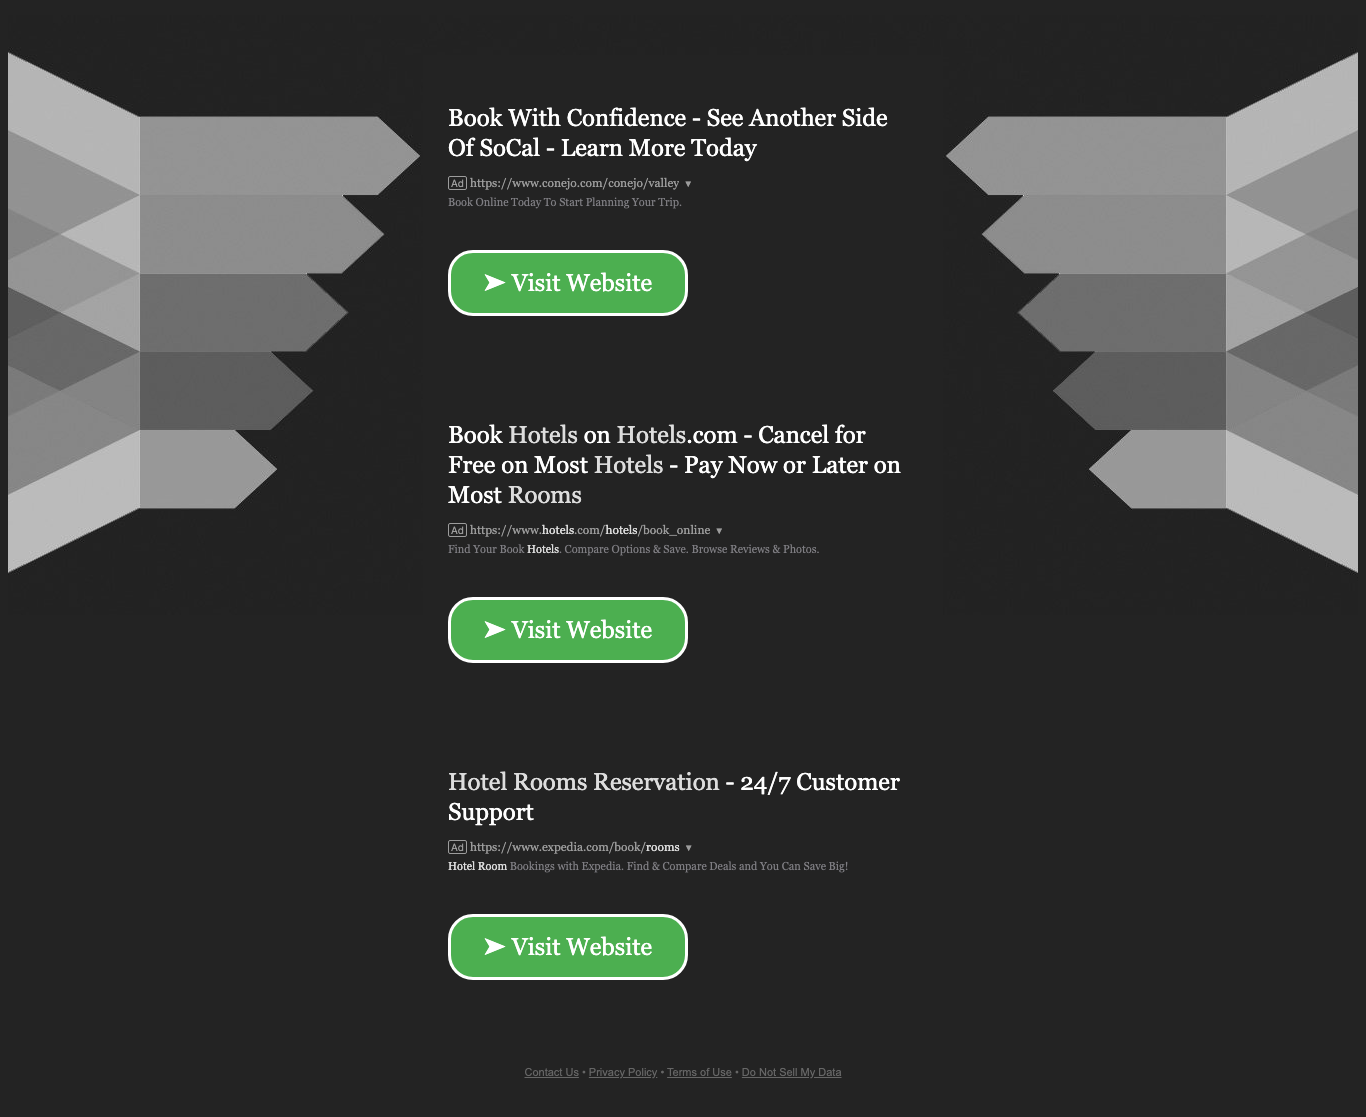 Book With Confidence - See Another Side
Of SoCal - Learn More Today
Ad https://www.conejo.com/conejo/valley ▼
Book Online Today To Start Planning Your Trip.
➤ Visit Website
Book Hotels on Hotels.com - Cancel for
Free on Most Hotels - Pay Now or Later on
Most Rooms
Ad https://www.hotels.com/hotels/book_online ▼
Find Your Book Hotels. Compare Options & Save. Browse Reviews & Photos.
➤ Visit Website
Hotel Rooms Reservation - 24/7 Customer
Support
Ad https://www.expedia.com/book/rooms ▼
Hotel Room Bookings with Expedia. Find & Compare Deals and You Can Save Big!
➤ Visit Website
Contact Us • Privacy Policy • Terms of Use • Do Not Sell My Data